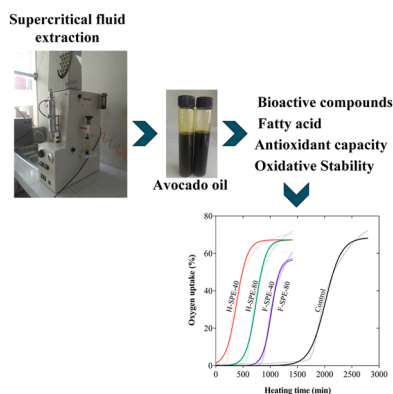 Supercritical fluid
extraction
Avocado oil
Bioactive compounds
Fatty acid
Antioxidant capacity
Oxidative Stability
Oxygen uptake (%)
80
60
40
20
0
H-SPE-40
H-SPE-80
F-SPE-40
F-SPE-80
Control
0 500 1000 1500 2000 2500 3000
Heating time (min)